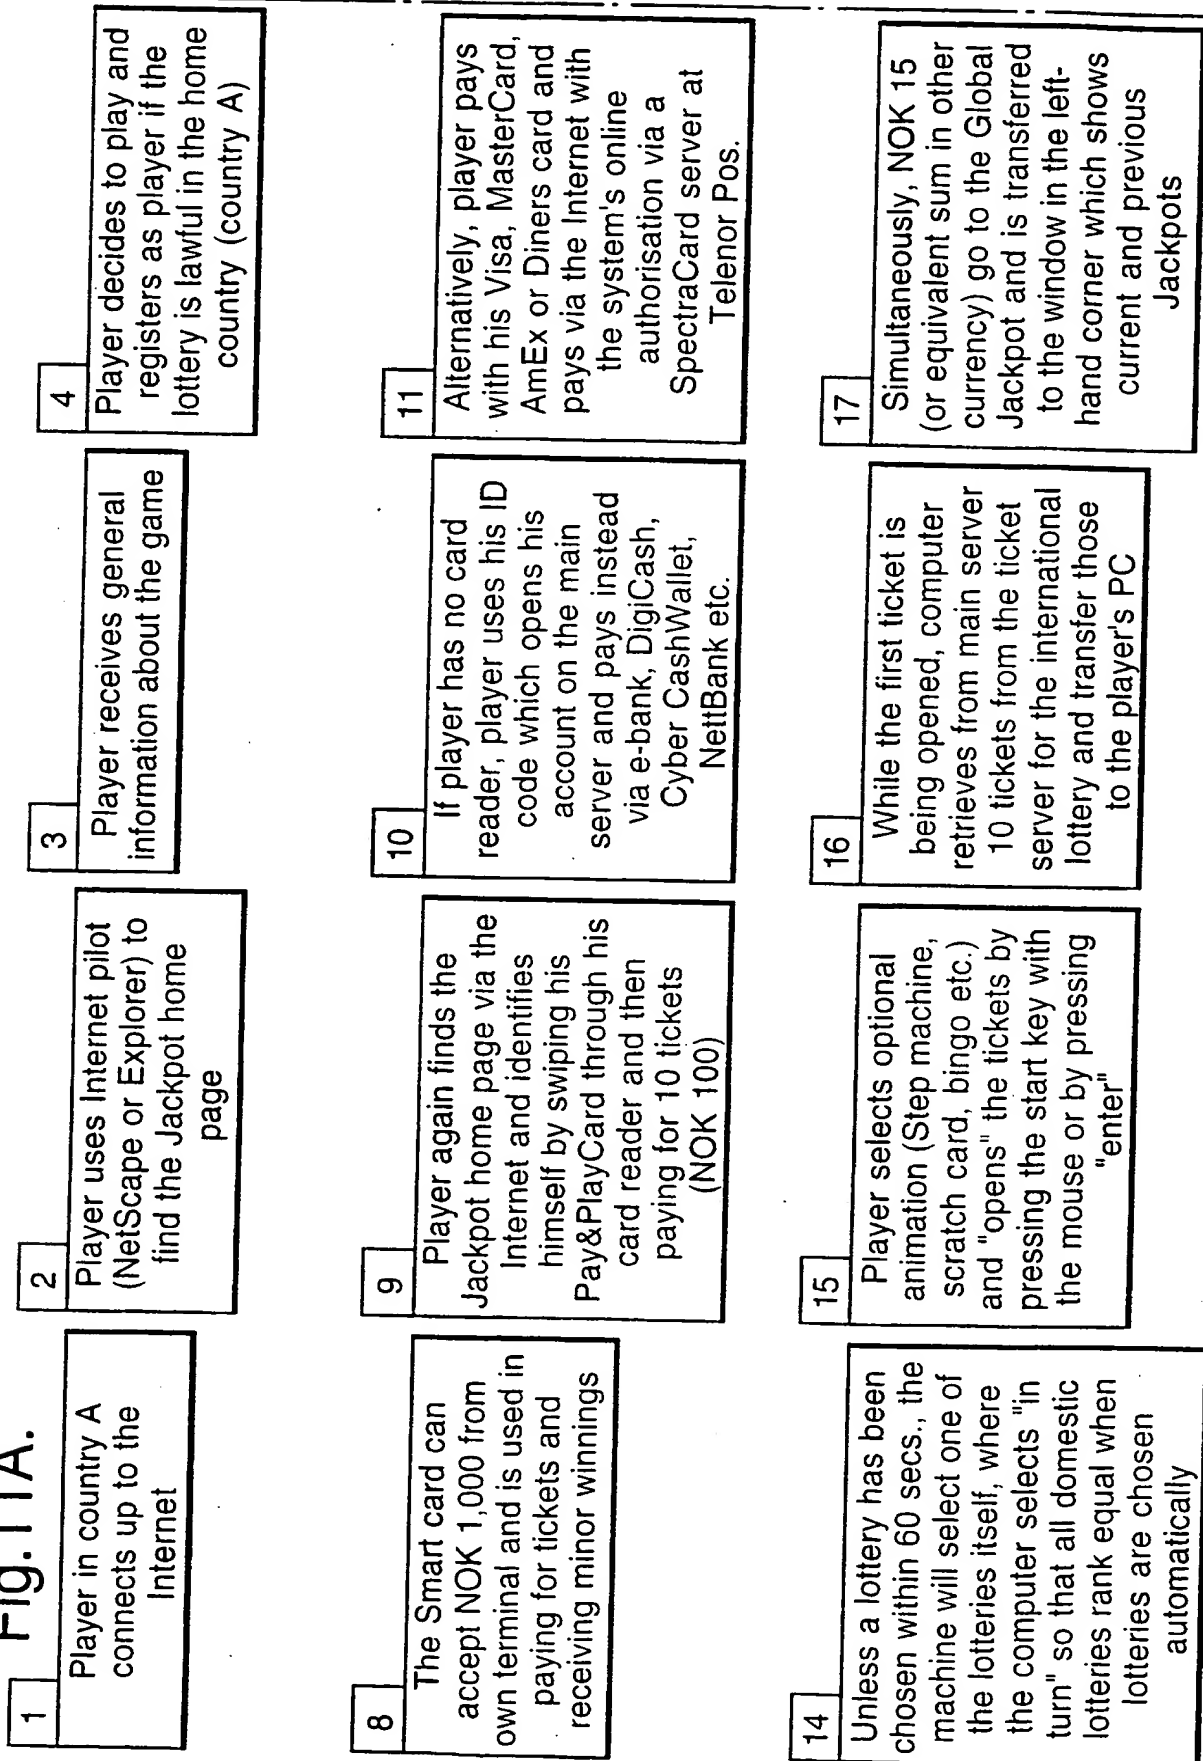 Fig.11A.
1
Player in country A
connects up to the
Internet
2
Player uses Internet pilot
(NetScape or Explorer) to
find the Jackpot home
page
3
Player receives general
information about the game
4
Player decides to play and
registers as player if the
lottery is lawful in the home
country (country A)
8
The Smart card can
accept NOK 1,000 from
own terminal and is used in
paying for tickets and
receiving minor winnings
9
Player again finds the
Jackpot home page via the
Internet and identifies
himself by swiping his
Pay&PlayCard through his
card reader and then
paying for 10 tickets
(NOK 100)
10
If player has no card
reader, player uses his ID
code which opens his
account on the main
server and pays instead
via e-bank, DigiCash,
Cyber CashWallet,
NettBank etc.
11
Alternatively, player pays
with his Visa, MasterCard,
AmEx or Diners card and
pays via the Internet with
the system's online
authorisation via a
SpectraCard server at
Telenor Pos.
14
Unless a lottery has been
chosen within 60 secs., the
machine will select one of
the lotteries itself, where
the computer selects "in
turn" so that all domestic
lotteries rank equal when
lotteries are chosen
automatically
15
Player selects optional
animation (Step machine,
scratch card, bingo etc.)
and "opens" the tickets by
pressing the start key with
the mouse or by pressing
"enter"
16
While the first ticket is
being opened, computer
retrieves from main server
10 tickets from the ticket
server for the international
lottery and transfer those
to the player's PC
17
Simultaneously, NOK 15
(or equivalent sum in other
currency) go to the Global
Jackpot and is transferred
to the window in the left-
hand corner which shows
current and previous
Jackpots